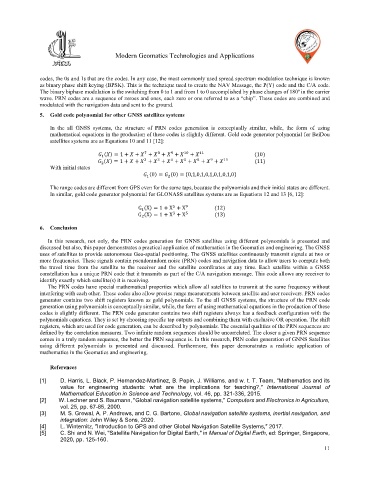 Modern Geomatics Technologies and Applications
codes, the 0s and 1s that are the codes. In any case, the most commonly used spread spectrum modulation technique is known
as binary phase shift keying (BPSK). This is the technique used to create the NAV Message, the P(Y) code and the C/A code.
The binary biphase modulation is the switching from 0 to 1 and from 1 to 0 accomplished by phase changes of 180° in the carrier
wave. PRN codes are a sequence of zeroes and ones, each zero or one referred to as a “chip”. These codes are combined and
modulated with the navigation data and sent to the ground.
5. Gold code polynomial for other GNSS satellites systems
In the all GNSS systems, the structure of PRN codes generation is conceptually similar, while, the form of using
mathematical equations in the production of these codes is slightly different. Gold code generator polynomial for BeiDou
satellites systems are as Equations 10 and 11 [12]:
G₁(X) = 1 + X + X⁷ + X⁸ + X⁹ + X¹⁰ + X¹¹ (10)
G₂(X) = 1 + X + X² + X³ + X⁴ + X⁵ + X⁸ + X⁹ + X¹¹ (11)
With initial states
G₁(0) = G₂(0) = [0,1,0,1,0,1,0,1,0,1,0]
The range codes are different from GPS even for the same taps, because the polynomials and their initial states are different.
In similar, gold code generator polynomial for GLONASS satellites systems are as Equations 12 and 13 [6, 12]:
(X) = 1 + X⁵ + X⁹ (12)
(X) = 1 + X³ + X⁵ (13)
6. Conclusion
In this research, not only, the PRN codes generation for GNNS satellites using different polynomials is presented and
discussed but also, this paper demonstrates a practical application of mathematics in the Geomatics and engineering. The GNSS
uses of satellites to provide autonomous Geo-spatial positioning. The GNSS satellites continuously transmit signals at two or
more frequencies. These signals contain pseudorandom noise (PRN) codes and navigation data to allow users to compute both
the travel time from the satellite to the receiver and the satellite coordinates at any time. Each satellite within a GNSS
constellation has a unique PRN code that it transmits as part of the C/A navigation message. This code allows any receiver to
identify exactly which satellite(s) it is receiving.
The PRN codes have special mathematical properties which allow all satellites to transmit at the same frequency without
interfering with each other. These codes also allow precise range measurements between satellite and user receivers. PRN codes
generator contains two shift registers known as gold polynomials. To the all GNSS systems, the structure of the PRN code
generation using polynomials is conceptually similar, while, the form of using mathematical equations in the production of these
codes is slightly different. The PRN code generator contains two shift registers always has a feedback configuration with the
polynomials equations. They is set by choosing specific tap outputs and combining them with exclusive OR operation. The shift
registers, which are used for code generation, can be described by polynomials. The essential qualities of the PRN sequences are
defined by the correlation measures. Two infinite random sequences should be uncorrelated. The closer a given PRN sequence
comes to a truly random sequence, the better the PRN sequence is. In this research, PRN codes generation of GNNS Satellites
using different polynomials is presented and discussed. Furthermore, this paper demonstrates a realistic application of
mathematics in the Geomatics and engineering.
References
[1] D. Harris, L. Black, P. Hernandez-Martinez, B. Pepin, J. Williams, and w. t. T. Team, "Mathematics and its
value for engineering students: what are the implications for teaching?," International Journal of
Mathematical Education in Science and Technology, vol. 46, pp. 321-336, 2015.
[2] W. Lechner and S. Baumann, "Global navigation satellite systems," Computers and Electronics in Agriculture,
vol. 25, pp. 67-85, 2000.
[3] M. S. Grewal, A. P. Andrews, and C. G. Bartone, Global navigation satellite systems, inertial navigation, and
integration: John Wiley & Sons, 2020.
[4] L. Winternitz, "Introduction to GPS and other Global Navigation Satellite Systems," 2017.
[5] C. Shi and N. Wei, "Satellite Navigation for Digital Earth," in Manual of Digital Earth, ed: Springer, Singapore,
2020, pp. 125-160.
11